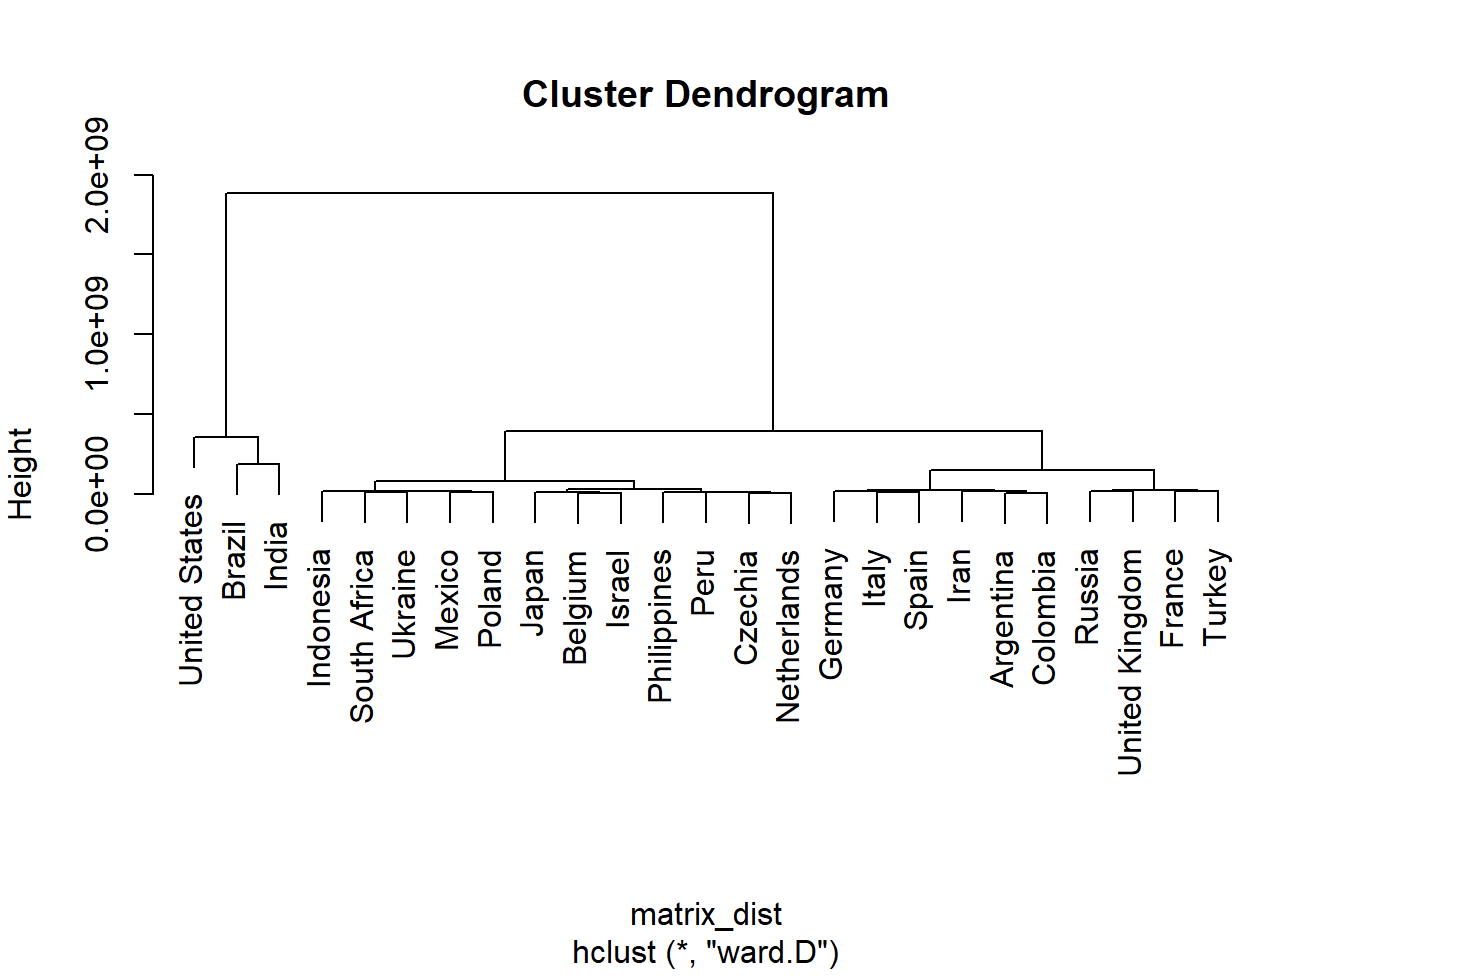 Cluster Dendrogram
Height
0.0e+00
1.0e+09
2.0e+09
United States
Brazil
India
Indonesia
South Africa
Ukraine
Mexico
Poland
Japan
Belgium
Israel
Philippines
Peru
Czechia
Netherlands
Germany
Italy
Spain
Iran
Argentina
Colombia
Russia
United Kingdom
France
Turkey
matrix_dist
hclust (*, "ward.D")